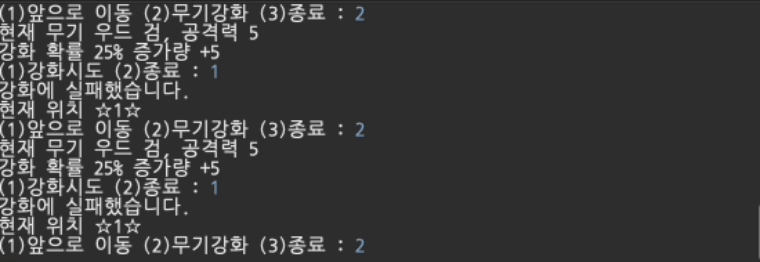 (1)앞으로 이동 (2)무기강화 (3)종료 : 2
현재 무기 우드 검, 공격력 5
강화 확률 25% 증가량 +5
(1)강화시도 (2)종료 : 1
강화에 실패했습니다.
현재 위치 ☆1☆
(1)앞으로 이동 (2)무기강화 (3)종료 : 2
현재 무기 우드 검, 공격력 5
강화 확률 25% 증가량 +5
(1)강화시도 (2)종료 : 1
강화에 실패했습니다.
현재 위치 ☆1☆
(1)앞으로 이동 (2)무기강화 (3)종료 : 2